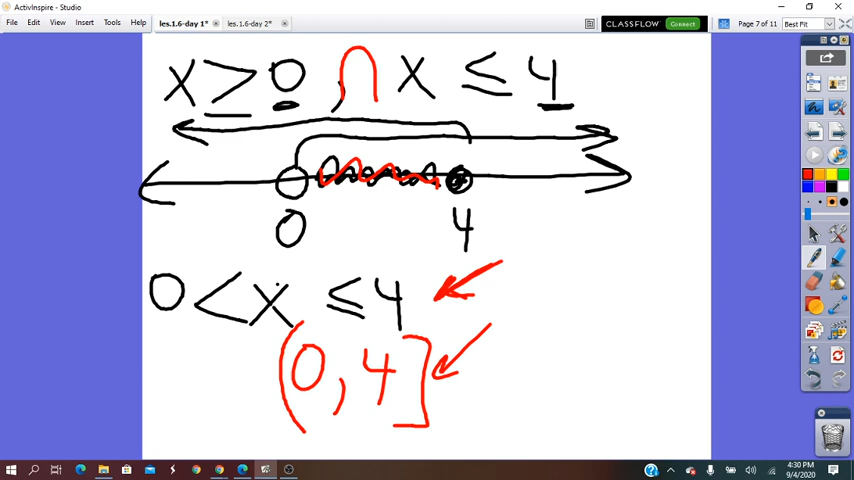 ActivInspire - Studio
File Edit View Insert Tools Help
les.1.6-day 1*
les.1.6-day 2*
CLASSFLOW
Connect
Page 7 of 11
Best Fit
x ≥ 0 ∩ x ≤ 4
0 4
0 < x ≤ 4
(0, 4]
4:30 PM
9/4/2020